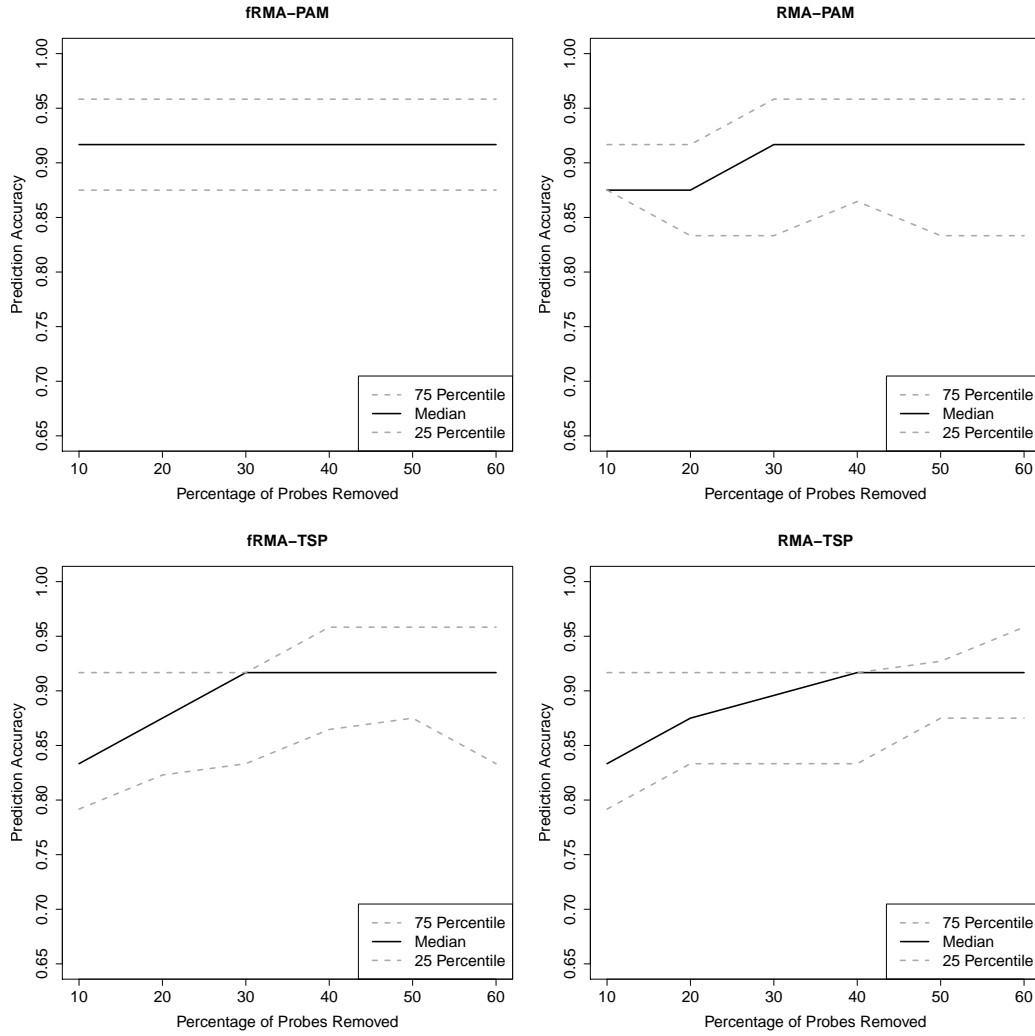 fRMA−PAM
1.00
0.95
0.90
0.85
0.80
0.75
0.70
0.65
Prediction Accuracy
75 Percentile
Median
25 Percentile
10 20 30 40 50 60
Percentage of Probes Removed
RMA−PAM
1.00
0.95
0.90
0.85
0.80
0.75
0.70
0.65
Prediction Accuracy
75 Percentile
Median
25 Percentile
10 20 30 40 50 60
Percentage of Probes Removed
fRMA−TSP
1.00
0.95
0.90
0.85
0.80
0.75
0.70
0.65
Prediction Accuracy
75 Percentile
Median
25 Percentile
10 20 30 40 50 60
Percentage of Probes Removed
RMA−TSP
1.00
0.95
0.90
0.85
0.80
0.75
0.70
0.65
Prediction Accuracy
75 Percentile
Median
25 Percentile
10 20 30 40 50 60
Percentage of Probes Removed